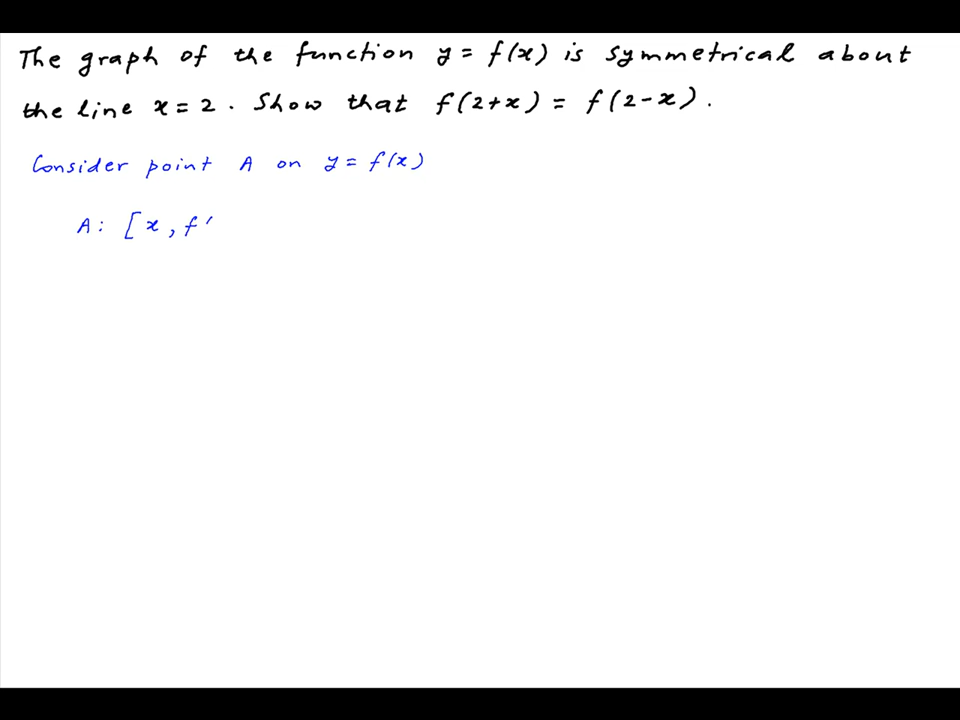 The graph of the function y = f(x) is symmetrical about
the line x = 2. Show that f(2+x) = f(2-x).
Consider point A on y = f(x)
A: [x, f'